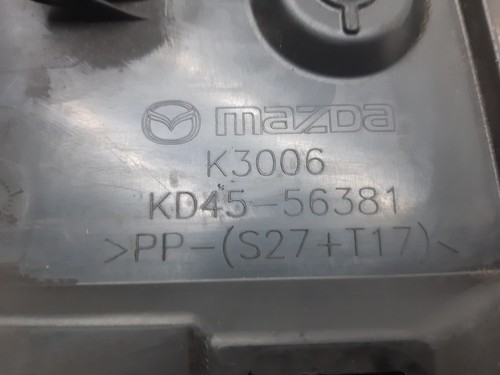 mazda
K3006
KD45-56381
>PP-(S27+T17)<